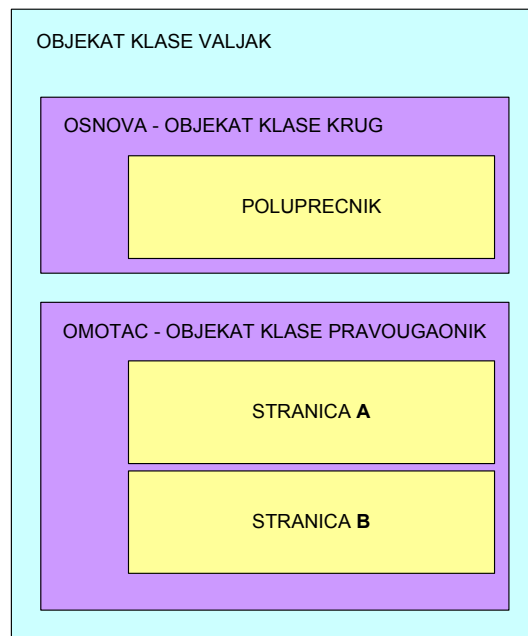 OBJEKAT KLASE VALJAK
OSNOVA - OBJEKAT KLASE KRUG
POLUPRECNIK
OMOTAC - OBJEKAT KLASE PRAVOUGAONIK
STRANICA A
STRANICA B